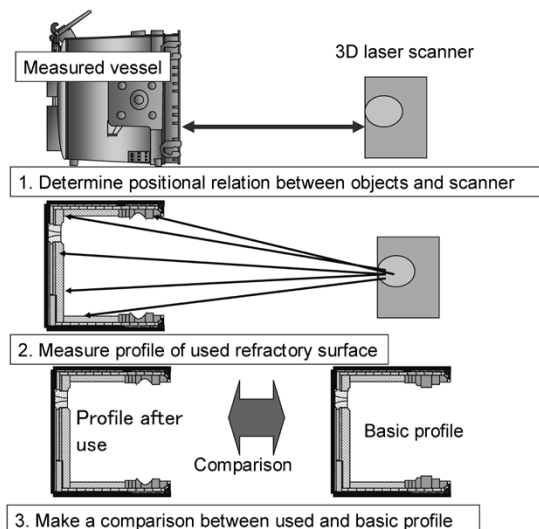 Measured vessel
3D laser scanner
1. Determine positional relation between objects and scanner
2. Measure profile of used refractory surface
Profile after
use
Comparison
Basic profile
3. Make a comparison between used and basic profile